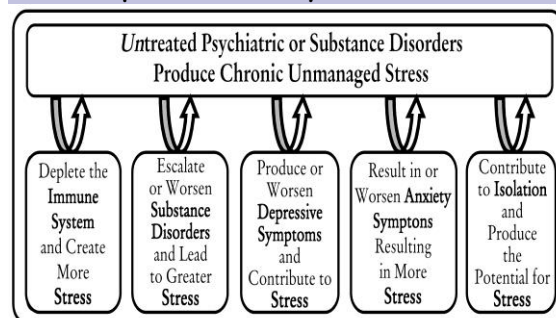 Untreated Psychiatric or Substance Disorders
Produce Chronic Unmanaged Stress
Deplete the
Immune
System
and Create
More
Stress
Escalate
or Worsen
Substance
Disorders
and Lead
to Greater
Stress
Produce or
Worsen
Depressive
Symptoms
and
Contribute to
Stress
Result in or
Worsen Anxiety
Symptons
Resulting
in More
Stress
Contribute
to Isolation
and
Produce
the
Potential for
Stress